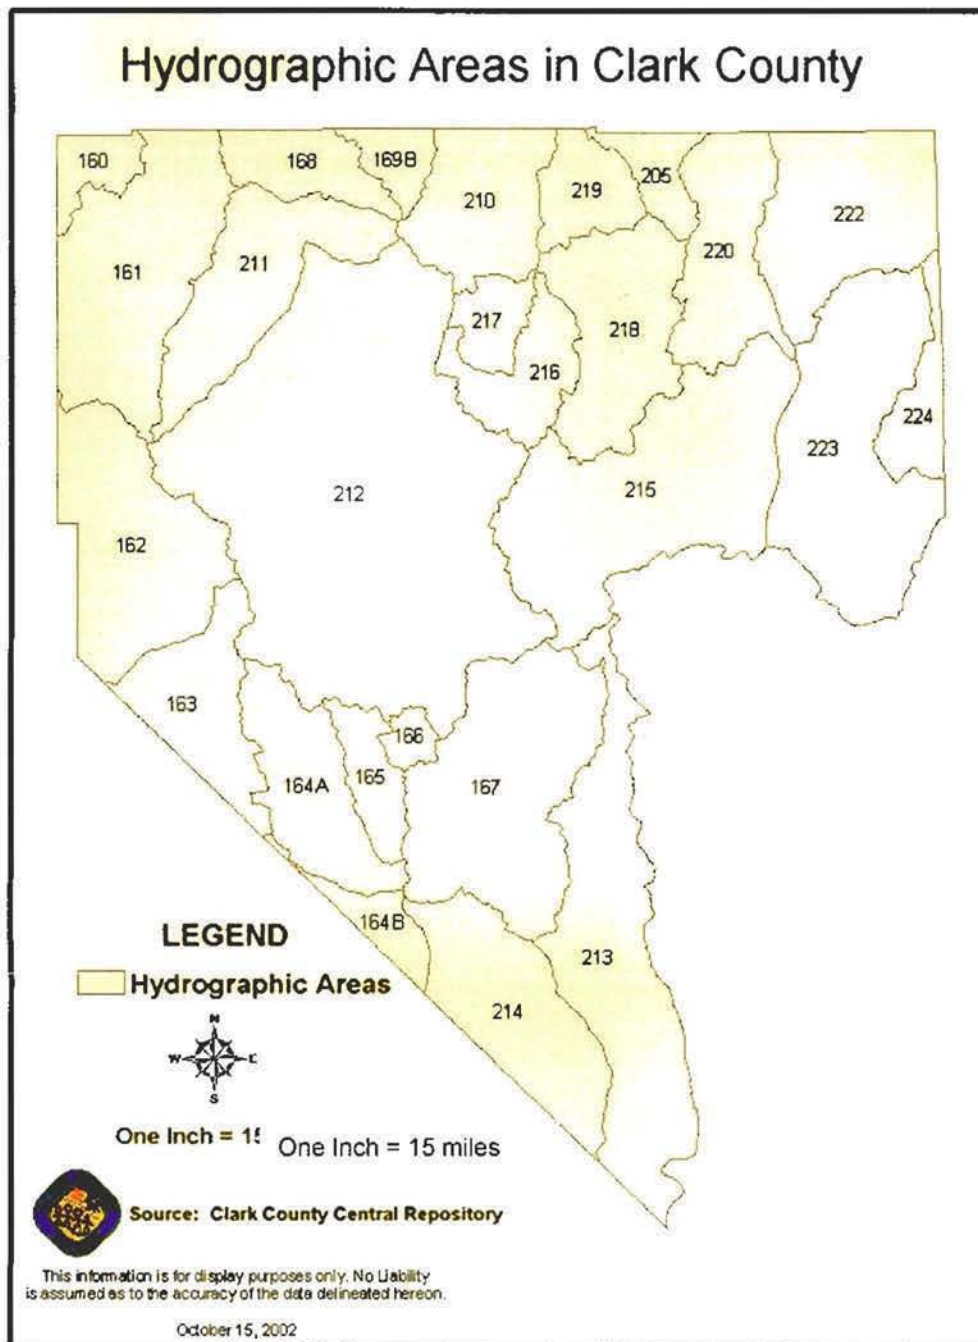 Hydrographic Areas in Clark County
160
168
169B
210
219
205
220
222
161
211
217
218
216
224
223
212
215
162
163
166
165
164A
167
164B
213
214
LEGEND
Hydrographic Areas
N
W
E
S
One Inch = 15
One Inch = 15 miles
Source: Clark County Central Repository
This information is for display purposes only. No Liability
is assumed as to the accuracy of the data delineated hereon.
October 15, 2002